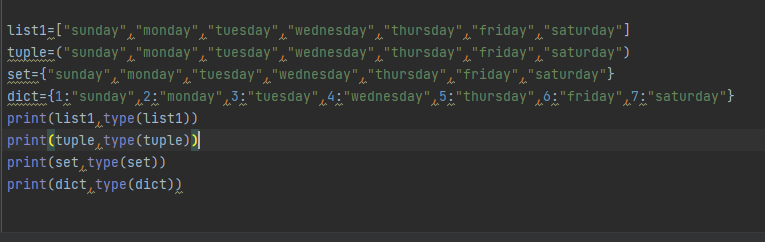 list1=["sunday","monday","tuesday","wednesday","thursday","friday","saturday"]
tuple=("sunday","monday","tuesday","wednesday","thursday","friday","saturday")
set={"sunday","monday","tuesday","wednesday","thursday","friday","saturday"}
dict={1:"sunday",2:"monday",3:"tuesday",4:"wednesday",5:"thursday",6:"friday",7:"saturday"}
print(list1,type(list1))
print(tuple,type(tuple))
print(set,type(set))
print(dict,type(dict))